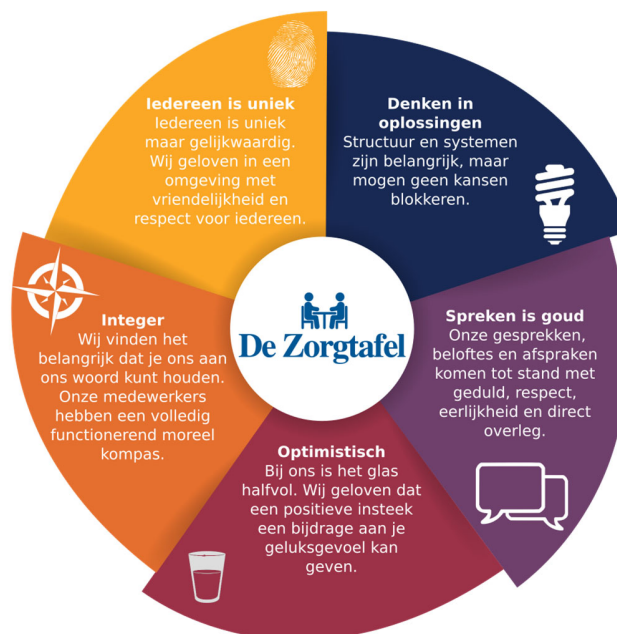 Iedereen is uniek
Iedereen is uniek
maar gelijkwaardig.
Wij geloven in een
omgeving met
vriendelijkheid en
respect voor iedereen.
Denken in
oplossingen
Structuur en systemen
zijn belangrijk, maar
mogen geen kansen
blokkeren.
Spreken is goud
Onze gesprekken,
beloftes en afspraken
komen tot stand met
geduld, respect,
eerlijkheid en direct
overleg.
Optimistisch
Bij ons is het glas
halfvol. Wij geloven dat
een positieve insteek
een bijdrage aan je
geluksgevoel kan
geven.
Integer
Wij vinden het
belangrijk dat je ons aan
ons woord kunt houden.
Onze medewerkers
hebben een volledig
functionerend moreel
kompas.
De Zorgtafel